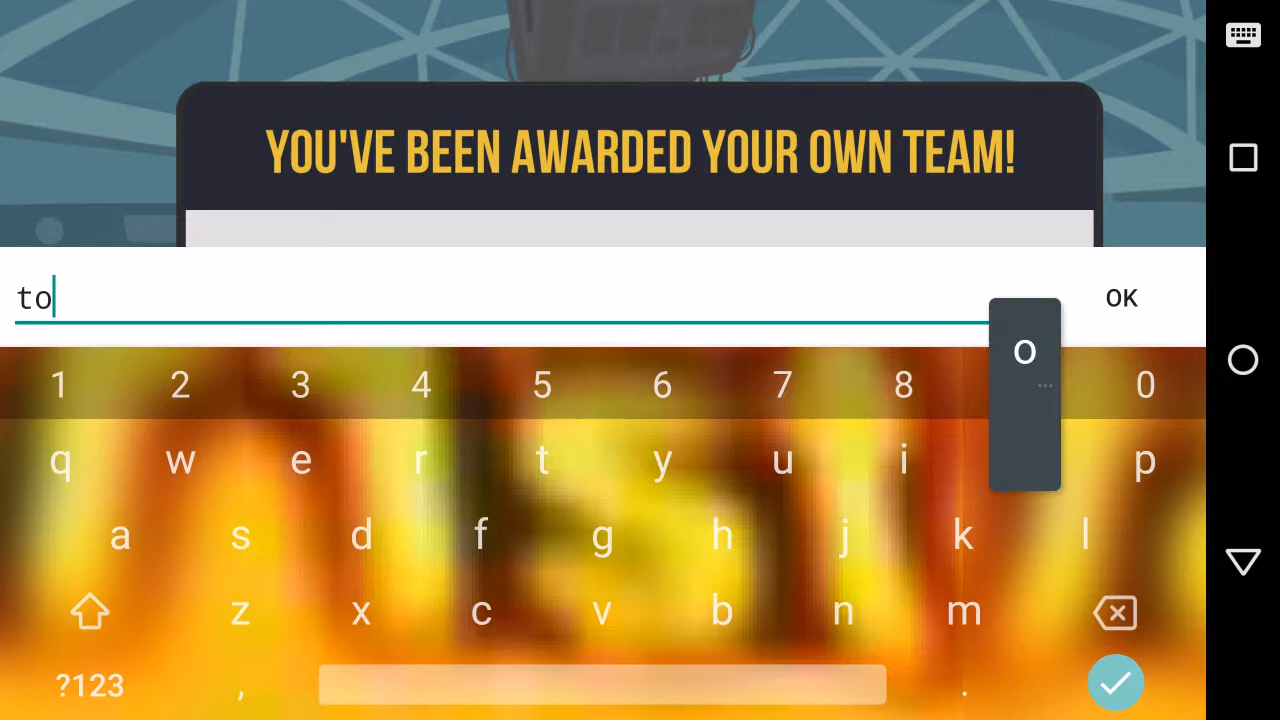 YOU'VE BEEN AWARDED YOUR OWN TEAM!
to
OK
1 2 3 4 5 6 7 8 0
q w e r t y u i o p
a s d f g h j k l
z x c v b n m
?123 , .